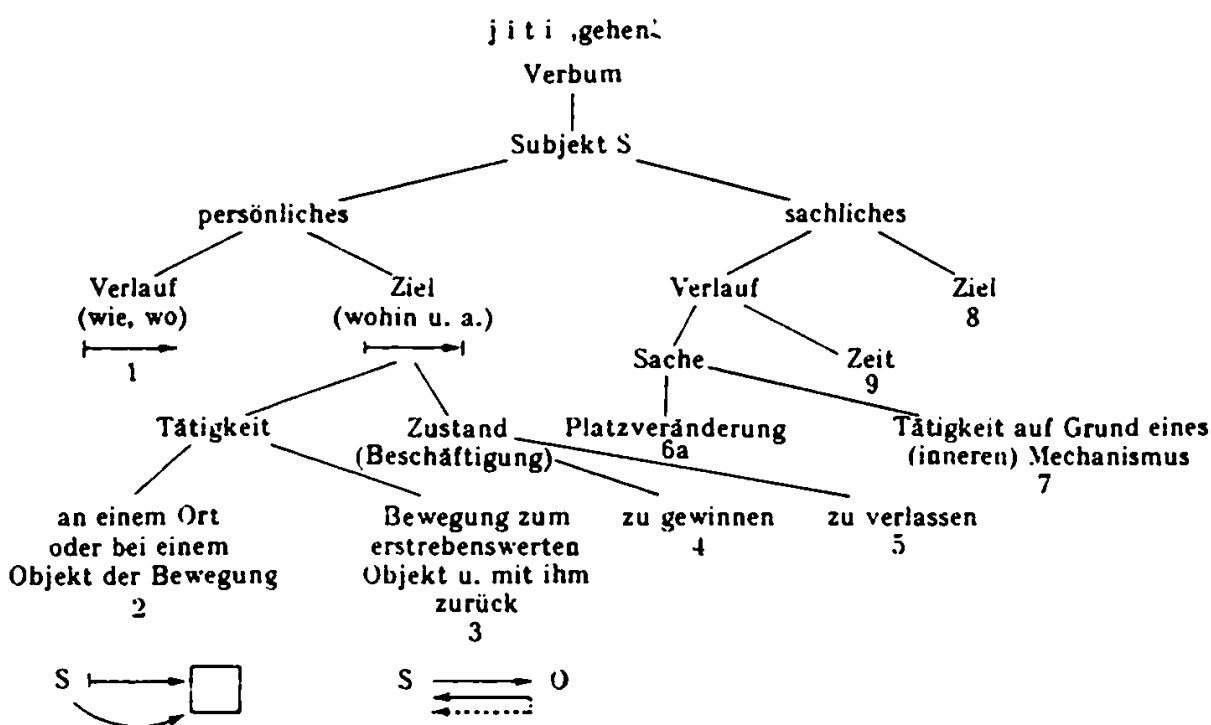 jiti ‚gehen‘
Verbum
Subjekt S
persönliches
sachliches
Verlauf
(wie, wo)
1
Ziel
(wohin u. a.)
Verlauf
Ziel
8
Sache
Zeit
9
Tätigkeit
Zustand
(Beschäftigung)
Platzveränderung
6a
Tätigkeit auf Grund eines
(inneren) Mechanismus
7
an einem Ort
oder bei einem
Objekt der Bewegung
2
Bewegung zum
erstrebenswerten
Objekt u. mit ihm
zurück
3
zu gewinnen
4
zu verlassen
5
S
S O